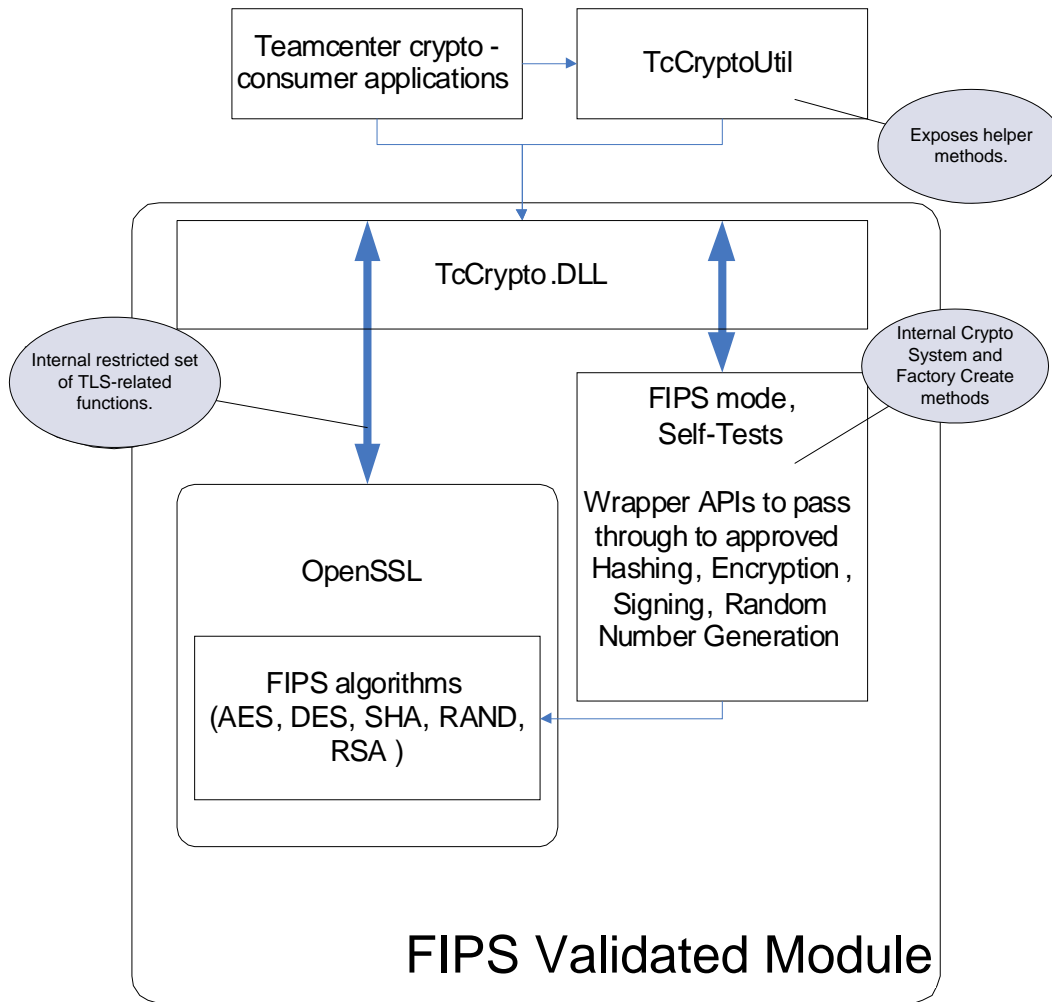 Teamcenter crypto -
consumer applications
TcCryptoUtil
Exposes helper
methods.
TcCrypto .DLL
Internal restricted set
of TLS-related
functions.
Internal Crypto
System and
Factory Create
methods
FIPS mode,
Self-Tests
Wrapper APIs to pass
through to approved
Hashing, Encryption ,
Signing, Random
Number Generation
OpenSSL
FIPS algorithms
(AES, DES, SHA, RAND,
RSA )
FIPS Validated Module